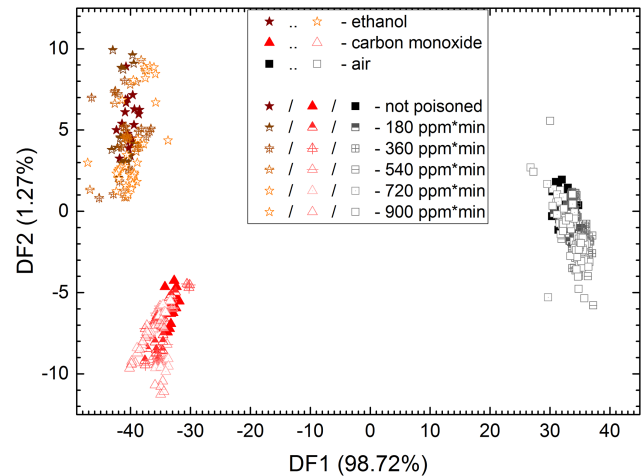 .. - ethanol
.. - carbon monoxide
.. - air
/ / - not poisoned
/ / - 180 ppm*min
/ / - 360 ppm*min
/ / - 540 ppm*min
/ / - 720 ppm*min
/ / - 900 ppm*min
10
5
0
-5
-10
DF2 (1.27%)
-40 -30 -20 -10 0 10 20 30 40
DF1 (98.72%)